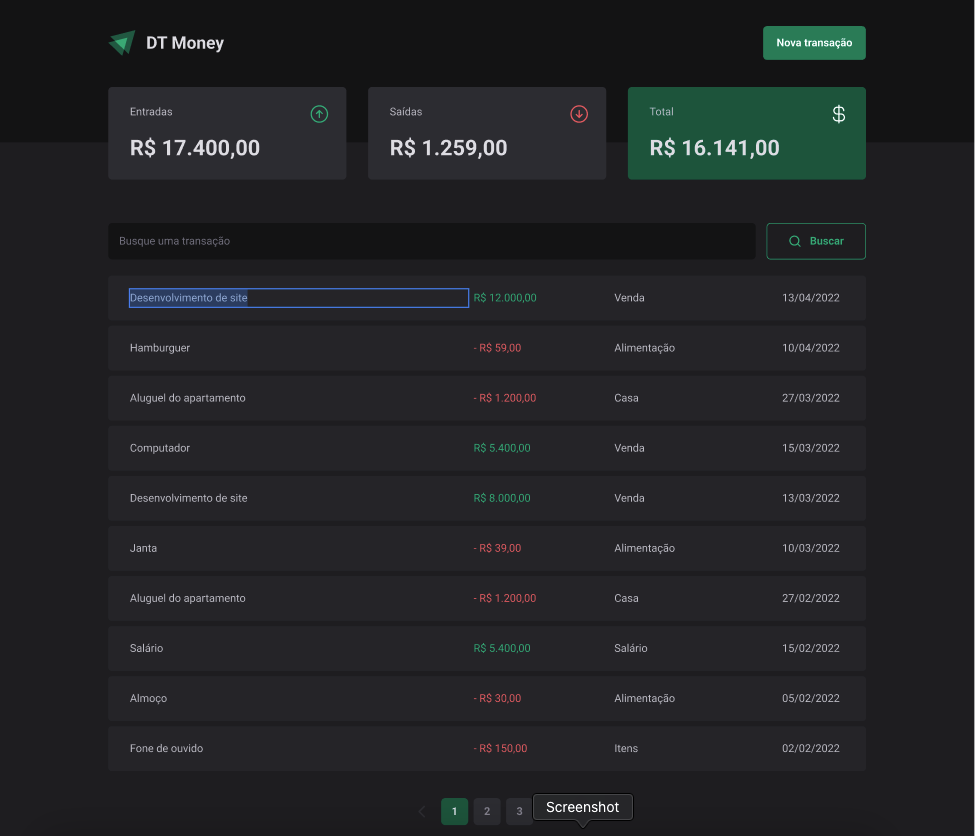 DT Money
Nova transação
Entradas
R$ 17.400,00
Saídas
R$ 1.259,00
Total
$
R$ 16.141,00
Busque uma transação
Buscar
Desenvolvimento de site R$ 12.000,00 Venda 13/04/2022
Hamburguer - R$ 59,00 Alimentação 10/04/2022
Aluguel do apartamento - R$ 1.200,00 Casa 27/03/2022
Computador R$ 5.400,00 Venda 15/03/2022
Desenvolvimento de site R$ 8.000,00 Venda 13/03/2022
Janta - R$ 39,00 Alimentação 10/03/2022
Aluguel do apartamento - R$ 1.200,00 Casa 27/02/2022
Salário R$ 5.400,00 Salário 15/02/2022
Almoço - R$ 30,00 Alimentação 05/02/2022
Fone de ouvido - R$ 150,00 Itens 02/02/2022
1 2 3 Screenshot